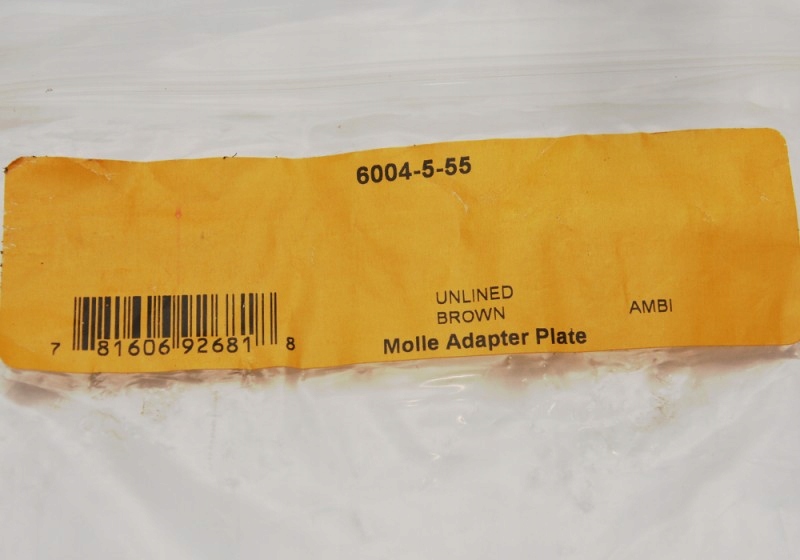 6004-5-55
UNLINED
BROWN
AMBI
Molle Adapter Plate
7 81606 92681 8